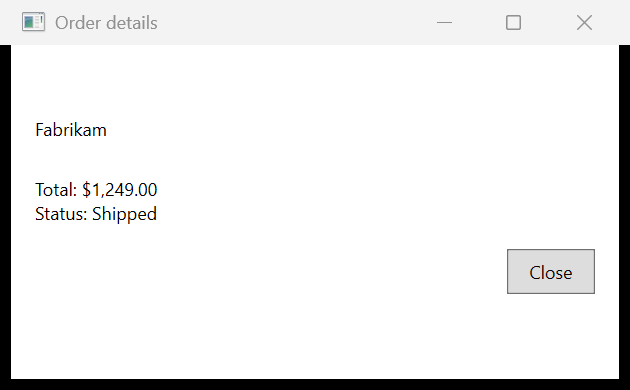 Order details
Fabrikam
Total: $1,249.00
Status: Shipped
Close